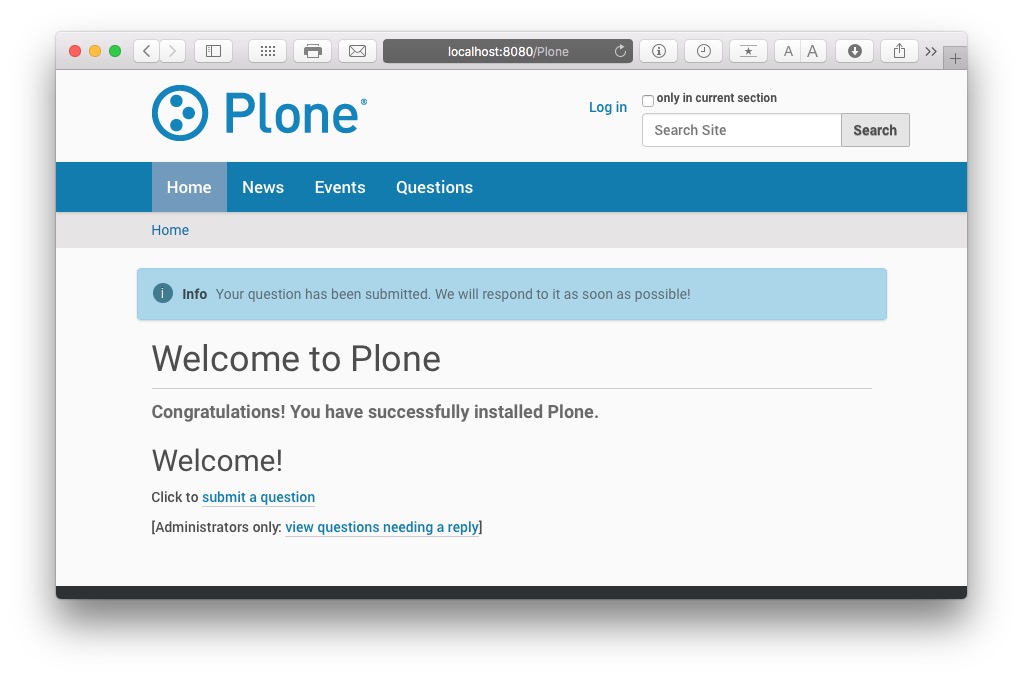 localhost:8080/Plone
A A
Plone®
Log in
only in current section
Search Site
Search
Home News Events Questions
Home
Info Your question has been submitted. We will respond to it as soon as possible!
Welcome to Plone
Congratulations! You have successfully installed Plone.
Welcome!
Click to submit a question
[Administrators only: view questions needing a reply]